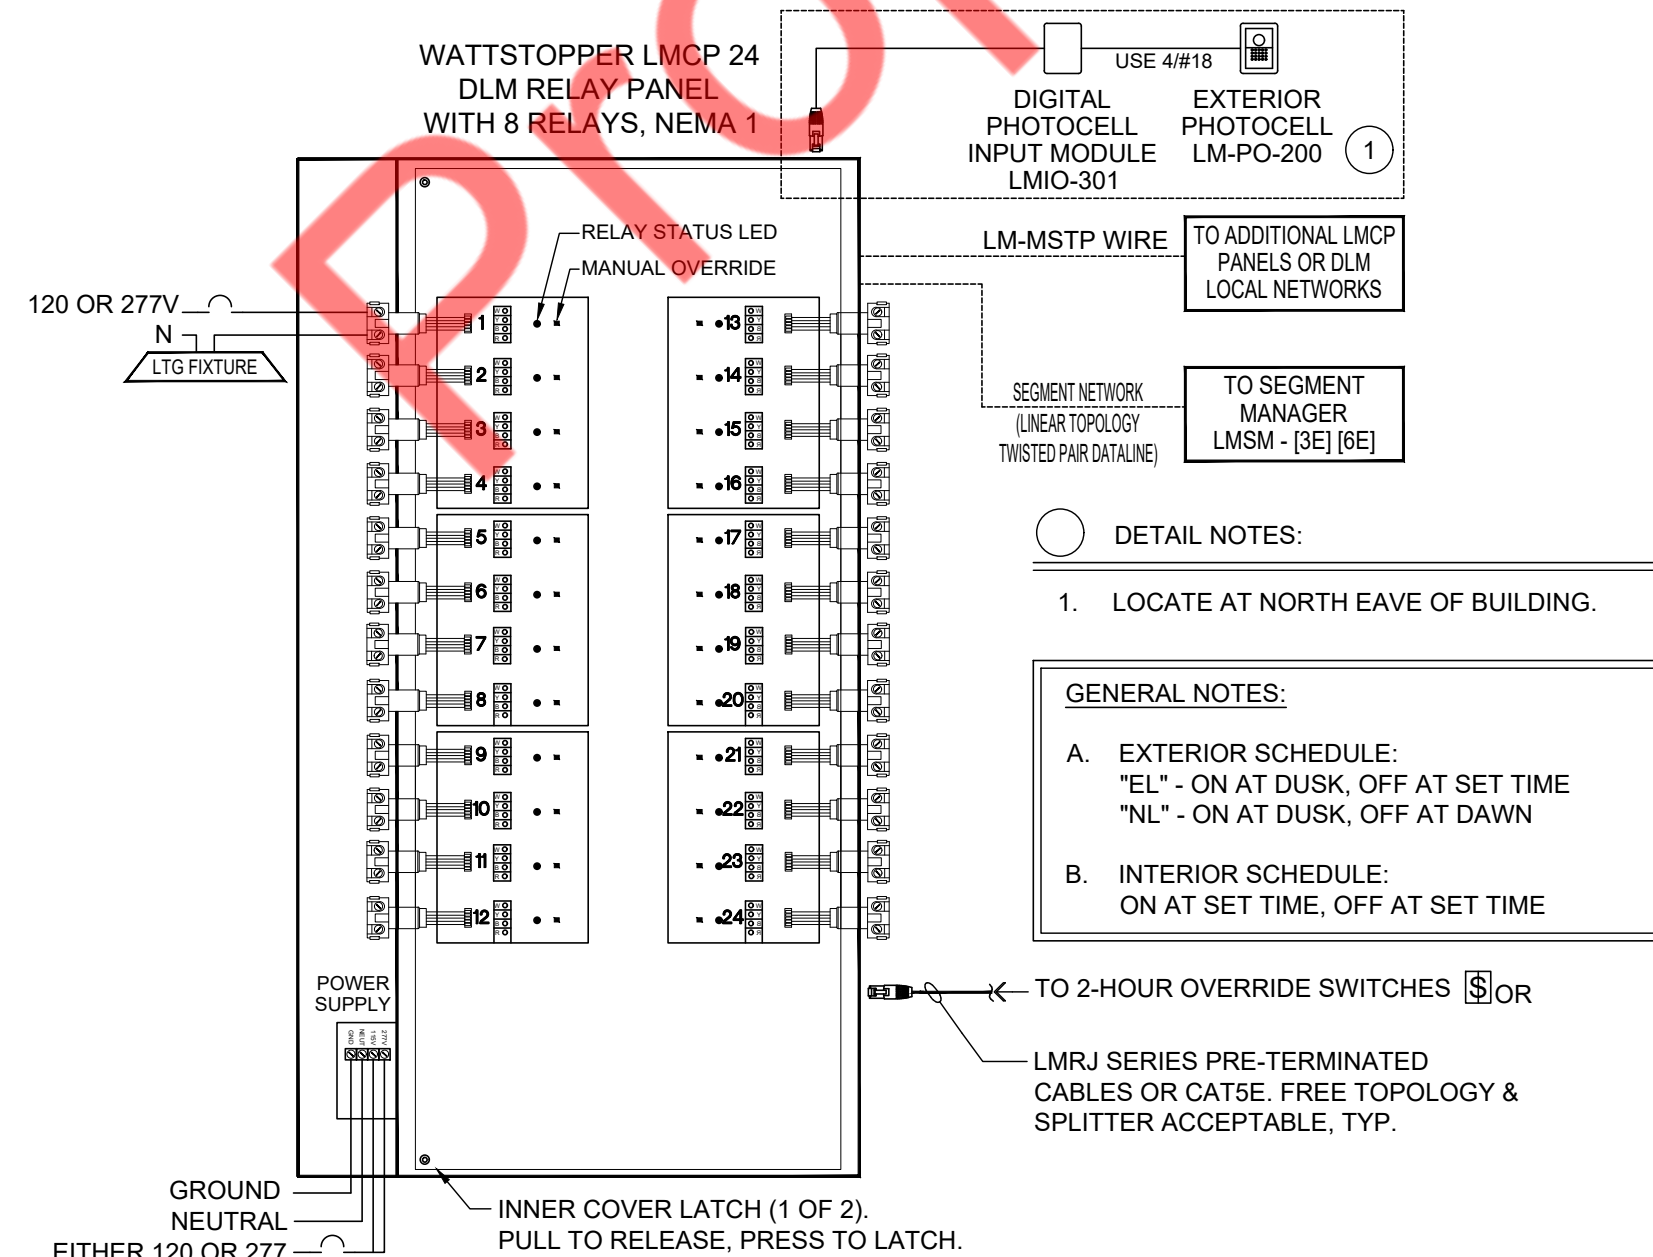 WATTSTOPPER LMCP 24
DLM RELAY PANEL
WITH 8 RELAYS, NEMA 1
USE 4/#18
DIGITAL
PHOTOCELL
INPUT MODULE
LMIO-301
EXTERIOR
PHOTOCELL
LM-PO-200
1
RELAY STATUS LED
MANUAL OVERRIDE
LM-MSTP WIRE
TO ADDITIONAL LMCP
PANELS OR DLM
LOCAL NETWORKS
120 OR 277V
N
LTG FIXTURE
SEGMENT NETWORK
(LINEAR TOPOLOGY
TWISTED PAIR DATALINE)
TO SEGMENT
MANAGER
LMSM - [3E] [6E]
1
2
3
4
5
6
7
8
9
10
11
12
13
14
15
16
17
18
19
20
21
22
23
24
DETAIL NOTES:
1. LOCATE AT NORTH EAVE OF BUILDING.
GENERAL NOTES:
A. EXTERIOR SCHEDULE:
"EL" - ON AT DUSK, OFF AT SET TIME
"NL" - ON AT DUSK, OFF AT DAWN
B. INTERIOR SCHEDULE:
ON AT SET TIME, OFF AT SET TIME
POWER
SUPPLY
GND
NEUT
115V
277V
TO 2-HOUR OVERRIDE SWITCHES $ OR
LMRJ SERIES PRE-TERMINATED
CABLES OR CAT5E. FREE TOPOLOGY &
SPLITTER ACCEPTABLE, TYP.
GROUND
NEUTRAL
EITHER 120 OR 277
INNER COVER LATCH (1 OF 2).
PULL TO RELEASE, PRESS TO LATCH.